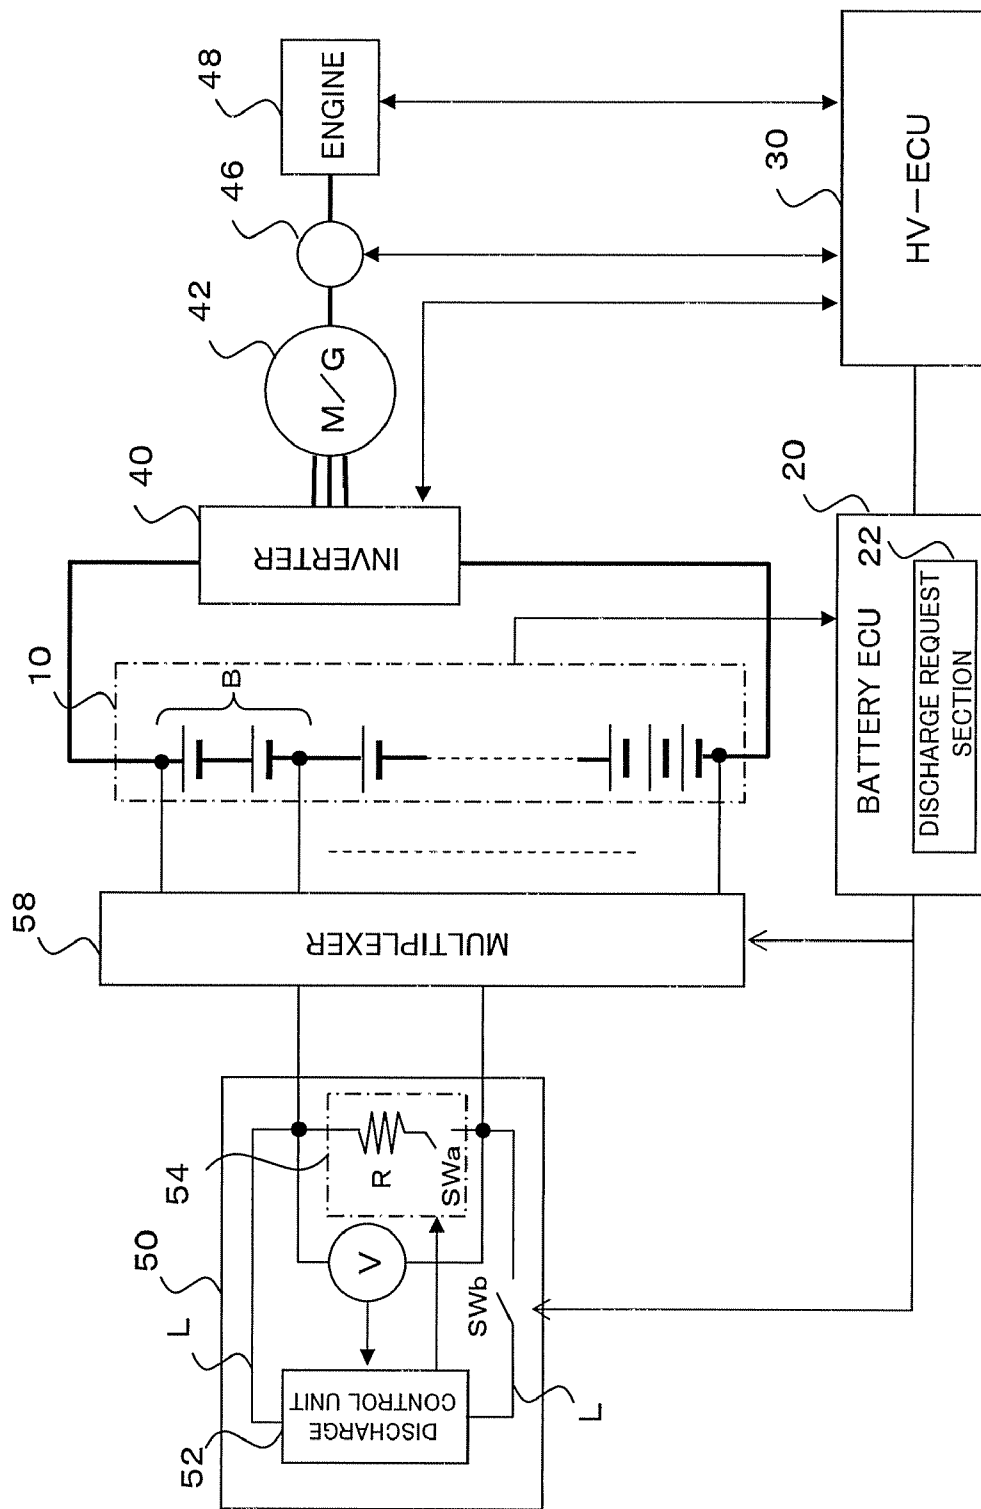 48
ENGINE
46
42
M/G
40
INVERTER
30
HV-ECU
20
22
BATTERY ECU
DISCHARGE REQUEST
SECTION
10
B
58
MULTIPLEXER
50
54
R
SWa
V
SWb
L
L
52
DISCHARGE
CONTROL UNIT